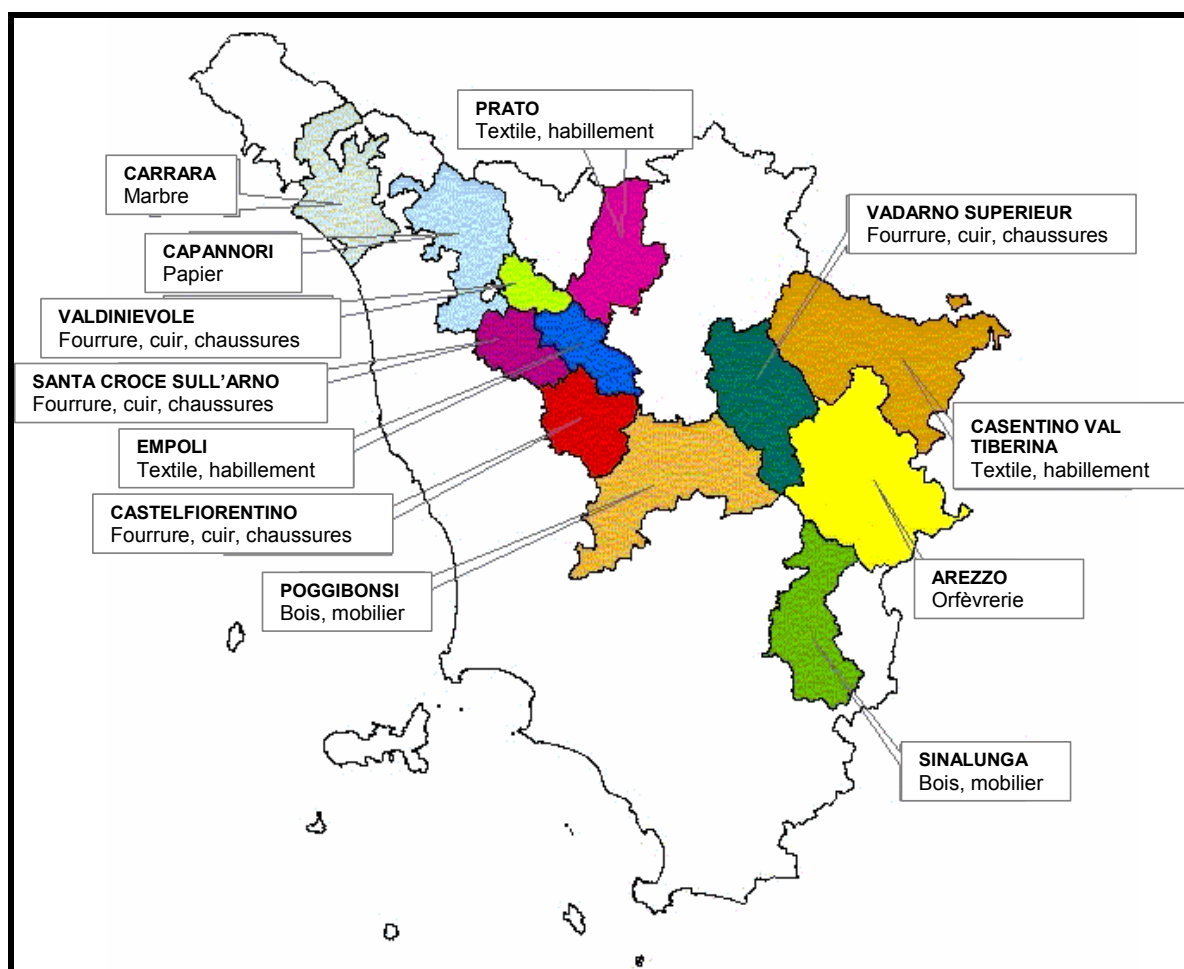 PRATO
Textile, habillement
CARRARA
Marbre
VADARNO SUPERIEUR
Fourrure, cuir, chaussures
CAPANNORI
Papier
VALDINIEVOLE
Fourrure, cuir, chaussures
SANTA CROCE SULL'ARNO
Fourrure, cuir, chaussures
CASENTINO VAL
TIBERINA
Textile, habillement
EMPOLI
Textile, habillement
CASTELFIORENTINO
Fourrure, cuir, chaussures
POGGIBONSI
Bois, mobilier
AREZZO
Orfèvrerie
SINALUNGA
Bois, mobilier